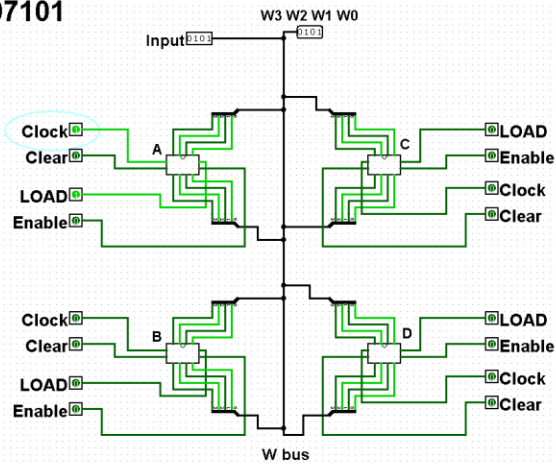 07101
W3 W2 W1 W0
Input 0101
0101
Clock
Clear
LOAD
Enable
A
C
LOAD
Enable
Clock
Clear
Clock
Clear
LOAD
Enable
B
D
LOAD
Enable
Clock
Clear
W bus